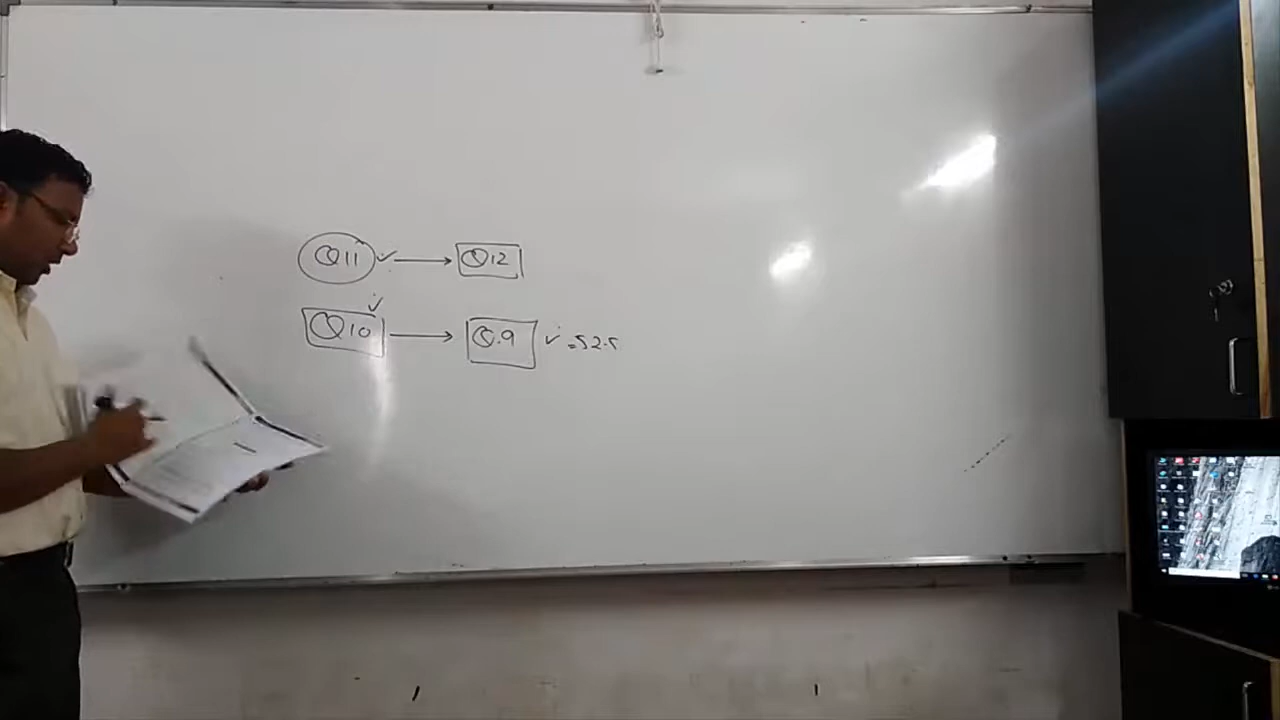 Q11 ✓ → Q12
Q10 ✓ → Q.9 ✓ =52.5